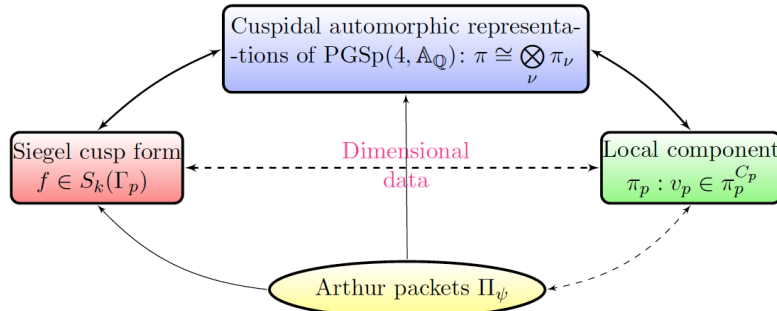 Cuspidal automorphic representa-
-tions of PGSp(4, 𝔸_ℚ): π ≅ ⨂_ν π_ν
Siegel cusp form
f ∈ S_k(Γ_p)
Dimensional
data
Local component
π_p : v_p ∈ π_p^{C_p}
Arthur packets Π_ψ